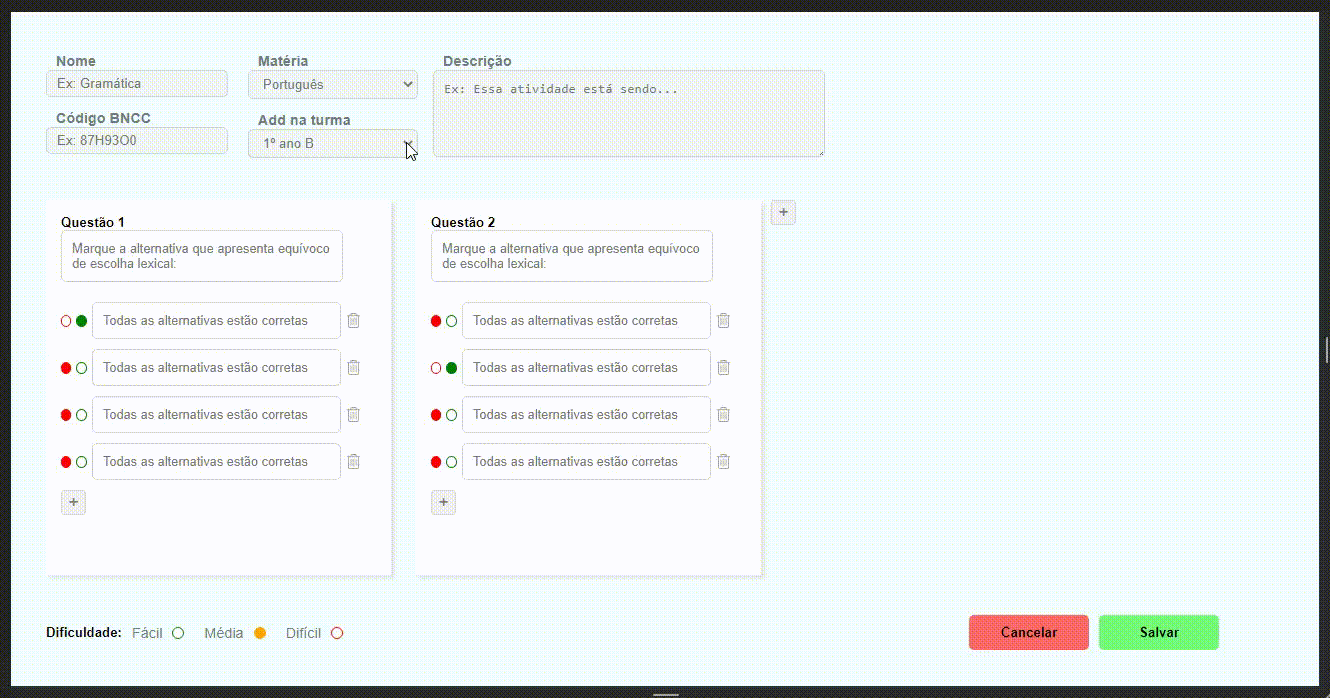 Nome
Ex: Gramática
Código BNCC
Ex: 87H93O0
Matéria
Português
Add na turma
1º ano B
Descrição
Ex: Essa atividade está sendo...
Questão 1
Marque a alternativa que apresenta equívoco
de escolha lexical:
Todas as alternativas estão corretas
Todas as alternativas estão corretas
Todas as alternativas estão corretas
Todas as alternativas estão corretas
+
Questão 2
Marque a alternativa que apresenta equívoco
de escolha lexical:
Todas as alternativas estão corretas
Todas as alternativas estão corretas
Todas as alternativas estão corretas
Todas as alternativas estão corretas
+
+
Dificuldade: Fácil Média Difícil
Cancelar
Salvar